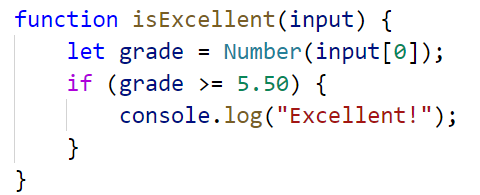 function isExcellent(input) {
    let grade = Number(input[0]);
    if (grade >= 5.50) {
        console.log("Excellent!");
    }
}